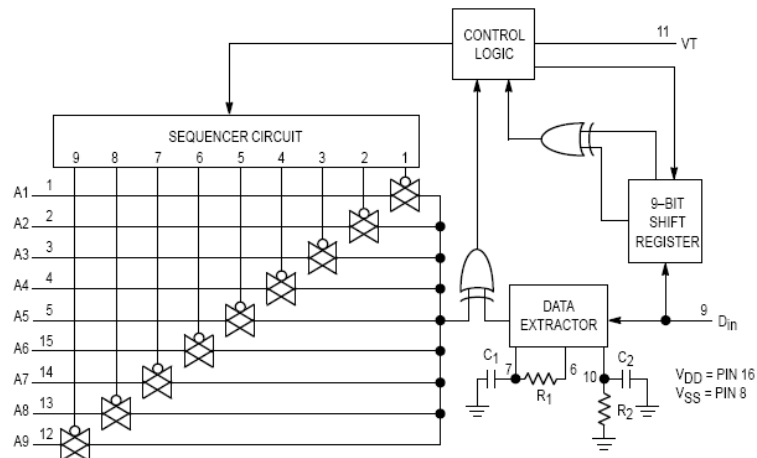 CONTROL
LOGIC
11
VT
SEQUENCER CIRCUIT
9 8 7 6 5 4 3 2 1
A1 1
A2 2
A3 3
A4 4
A5 5
A6 15
A7 14
A8 13
A9 12
9–BIT
SHIFT
REGISTER
DATA
EXTRACTOR
9
Din
C1
7
R1
6
10
C2
R2
VDD = PIN 16
VSS = PIN 8